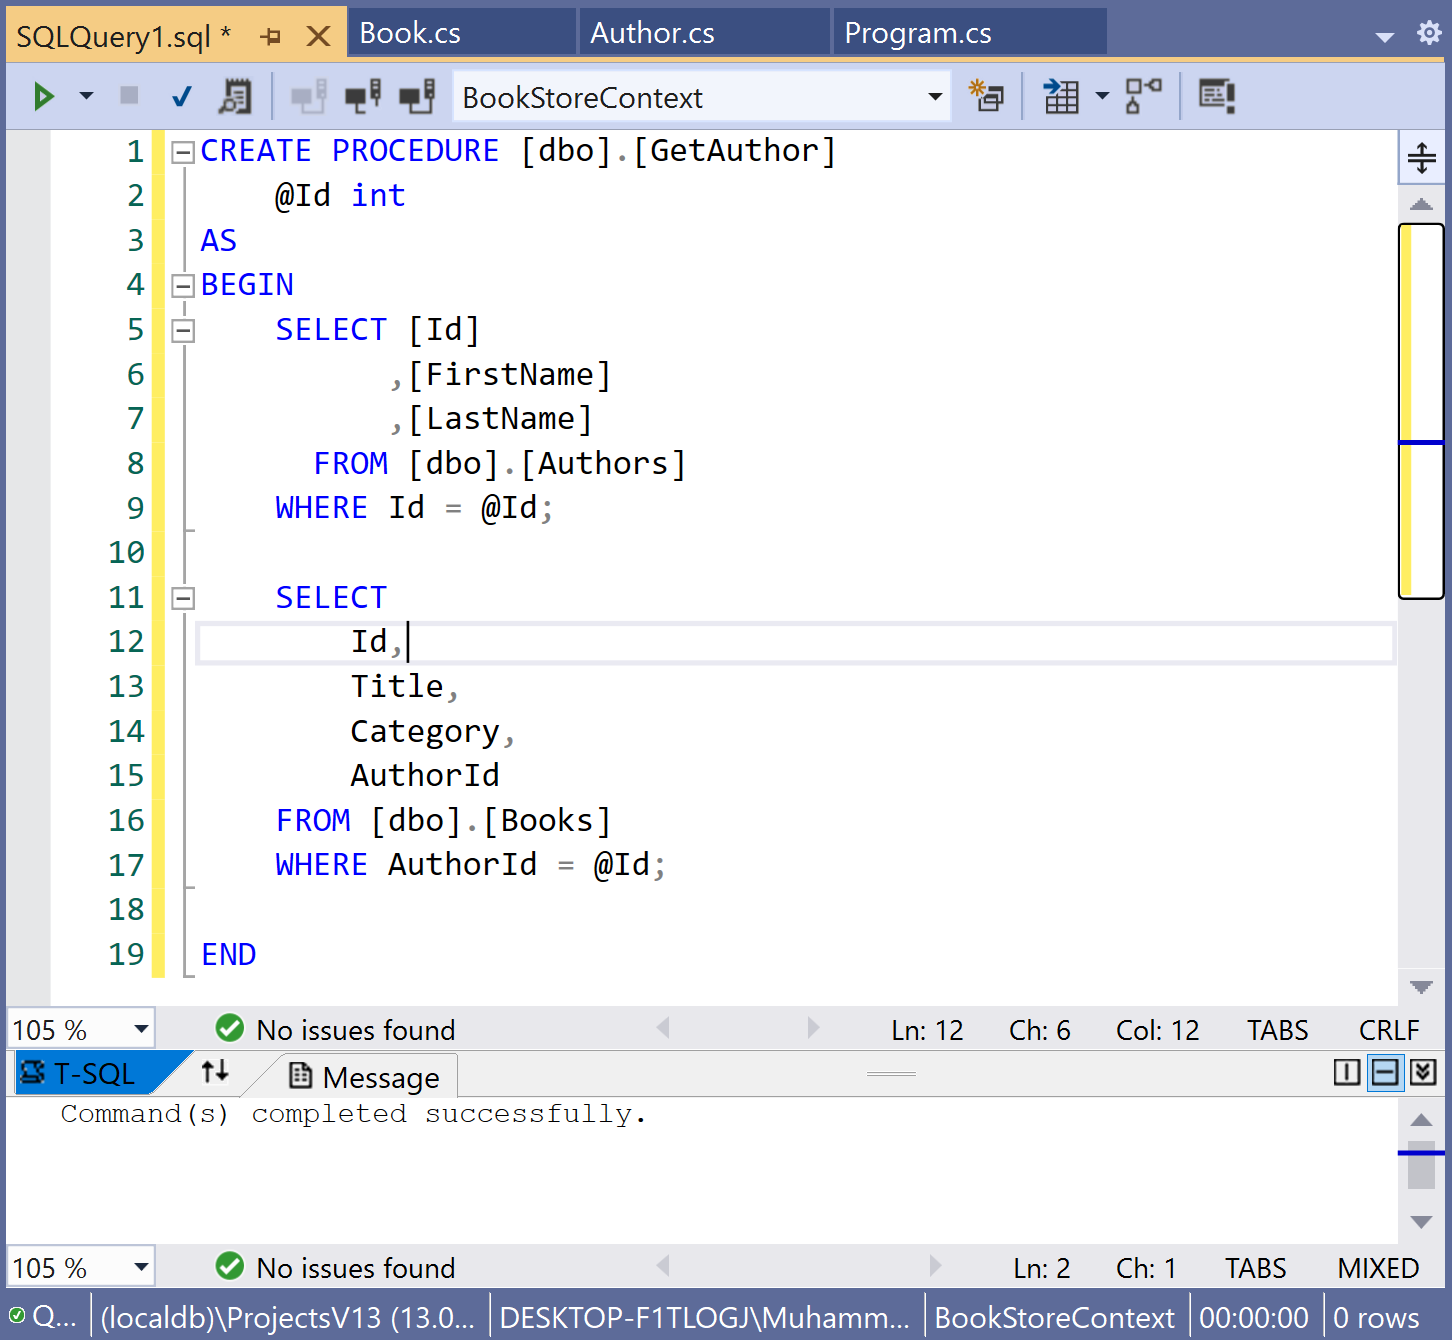 SQLQuery1.sql *
Book.cs
Author.cs
Program.cs
BookStoreContext
1 CREATE PROCEDURE [dbo].[GetAuthor]
2 @Id int
3 AS
4 BEGIN
5 SELECT [Id]
6 ,[FirstName]
7 ,[LastName]
8 FROM [dbo].[Authors]
9 WHERE Id = @Id;
10
11 SELECT
12 Id,
13 Title,
14 Category,
15 AuthorId
16 FROM [dbo].[Books]
17 WHERE AuthorId = @Id;
18
19 END
105 % No issues found Ln: 12 Ch: 6 Col: 12 TABS CRLF
T-SQL Message
Command(s) completed successfully.
105 % No issues found Ln: 2 Ch: 1 TABS MIXED
Q... (localdb)\ProjectsV13 (13.0... DESKTOP-F1TLOGJ\Muhamm... BookStoreContext 00:00:00 0 rows